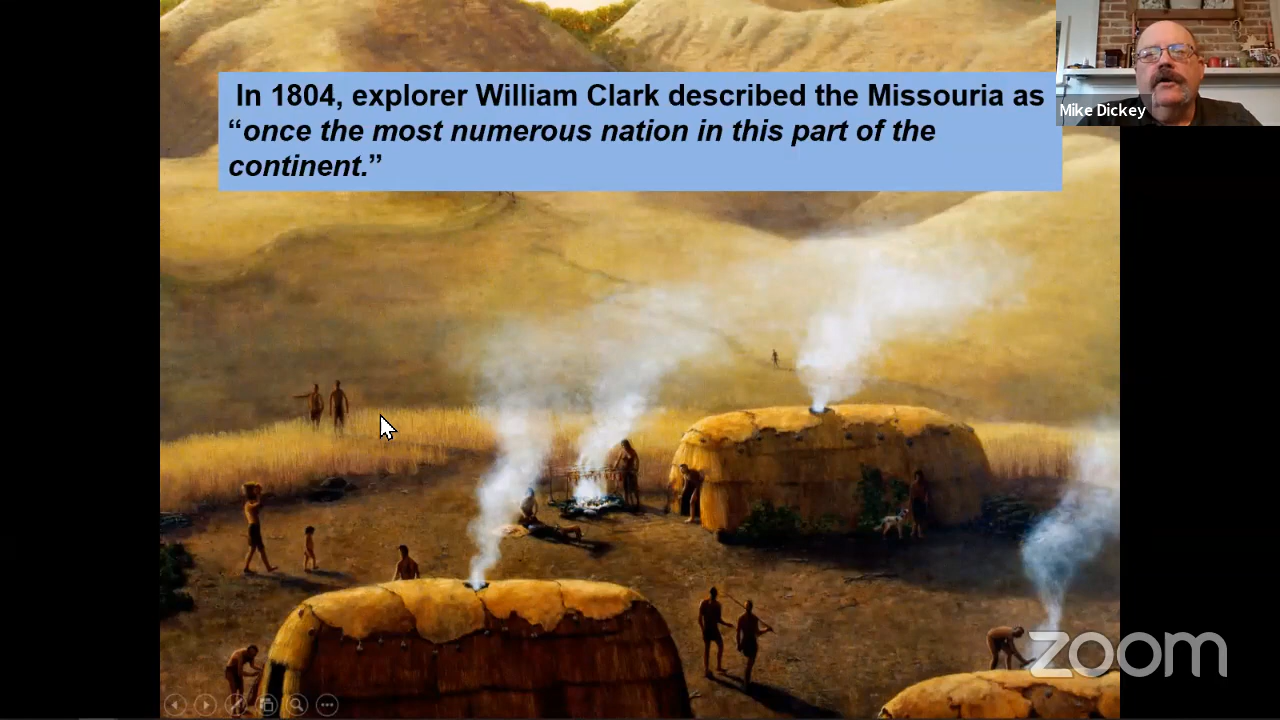 In 1804, explorer William Clark described the Missouria as
“once the most numerous nation in this part of the
continent.”
Mike Dickey
zoom